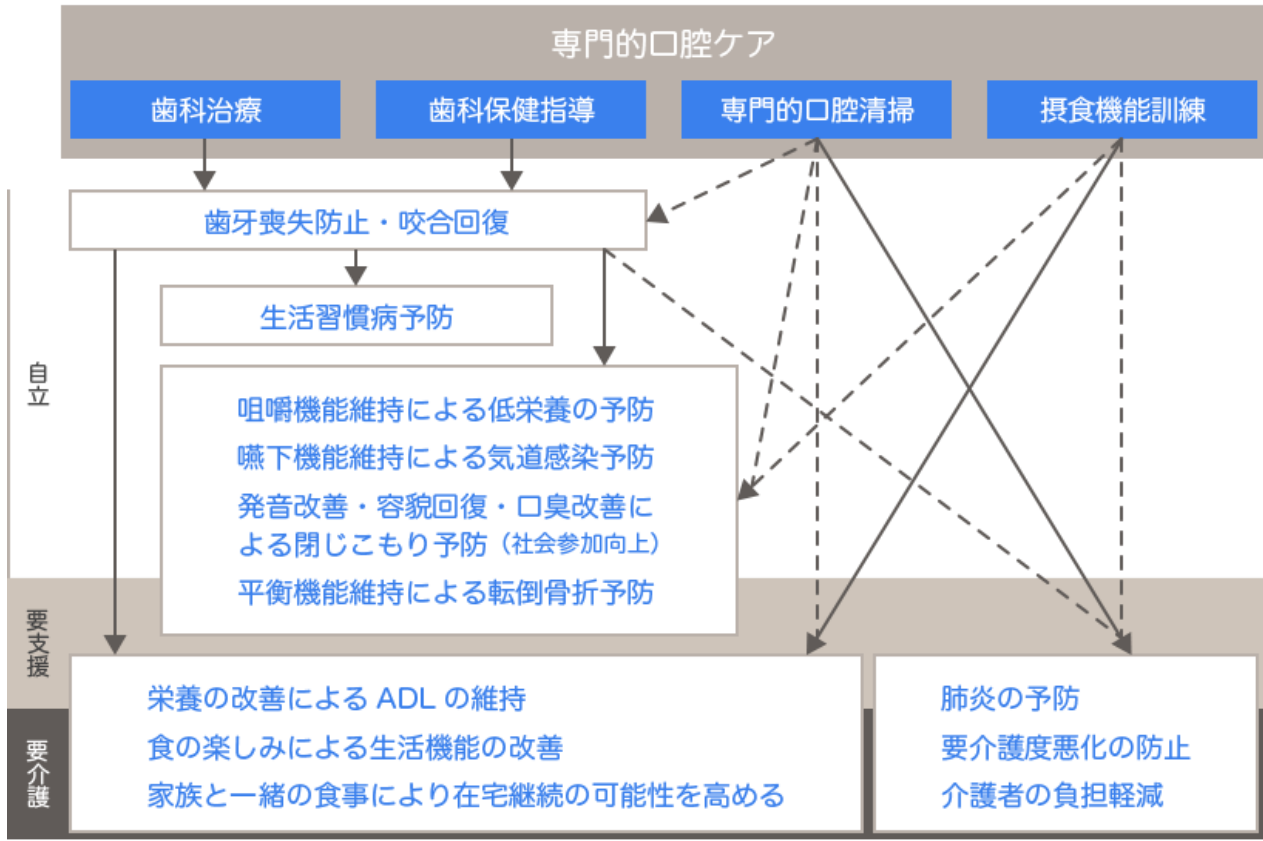 専門的口腔ケア
歯科治療
歯科保健指導
専門的口腔清掃
摂食機能訓練
歯牙喪失防止・咬合回復
生活習慣病予防
自立
咀嚼機能維持による低栄養の予防
嚥下機能維持による気道感染予防
発音改善・容貌回復・口臭改善に
よる閉じこもり予防（社会参加向上）
平衡機能維持による転倒骨折予防
要支援
要介護
栄養の改善による ADL の維持
食の楽しみによる生活機能の改善
家族と一緒の食事により在宅継続の可能性を高める
肺炎の予防
要介護度悪化の防止
介護者の負担軽減